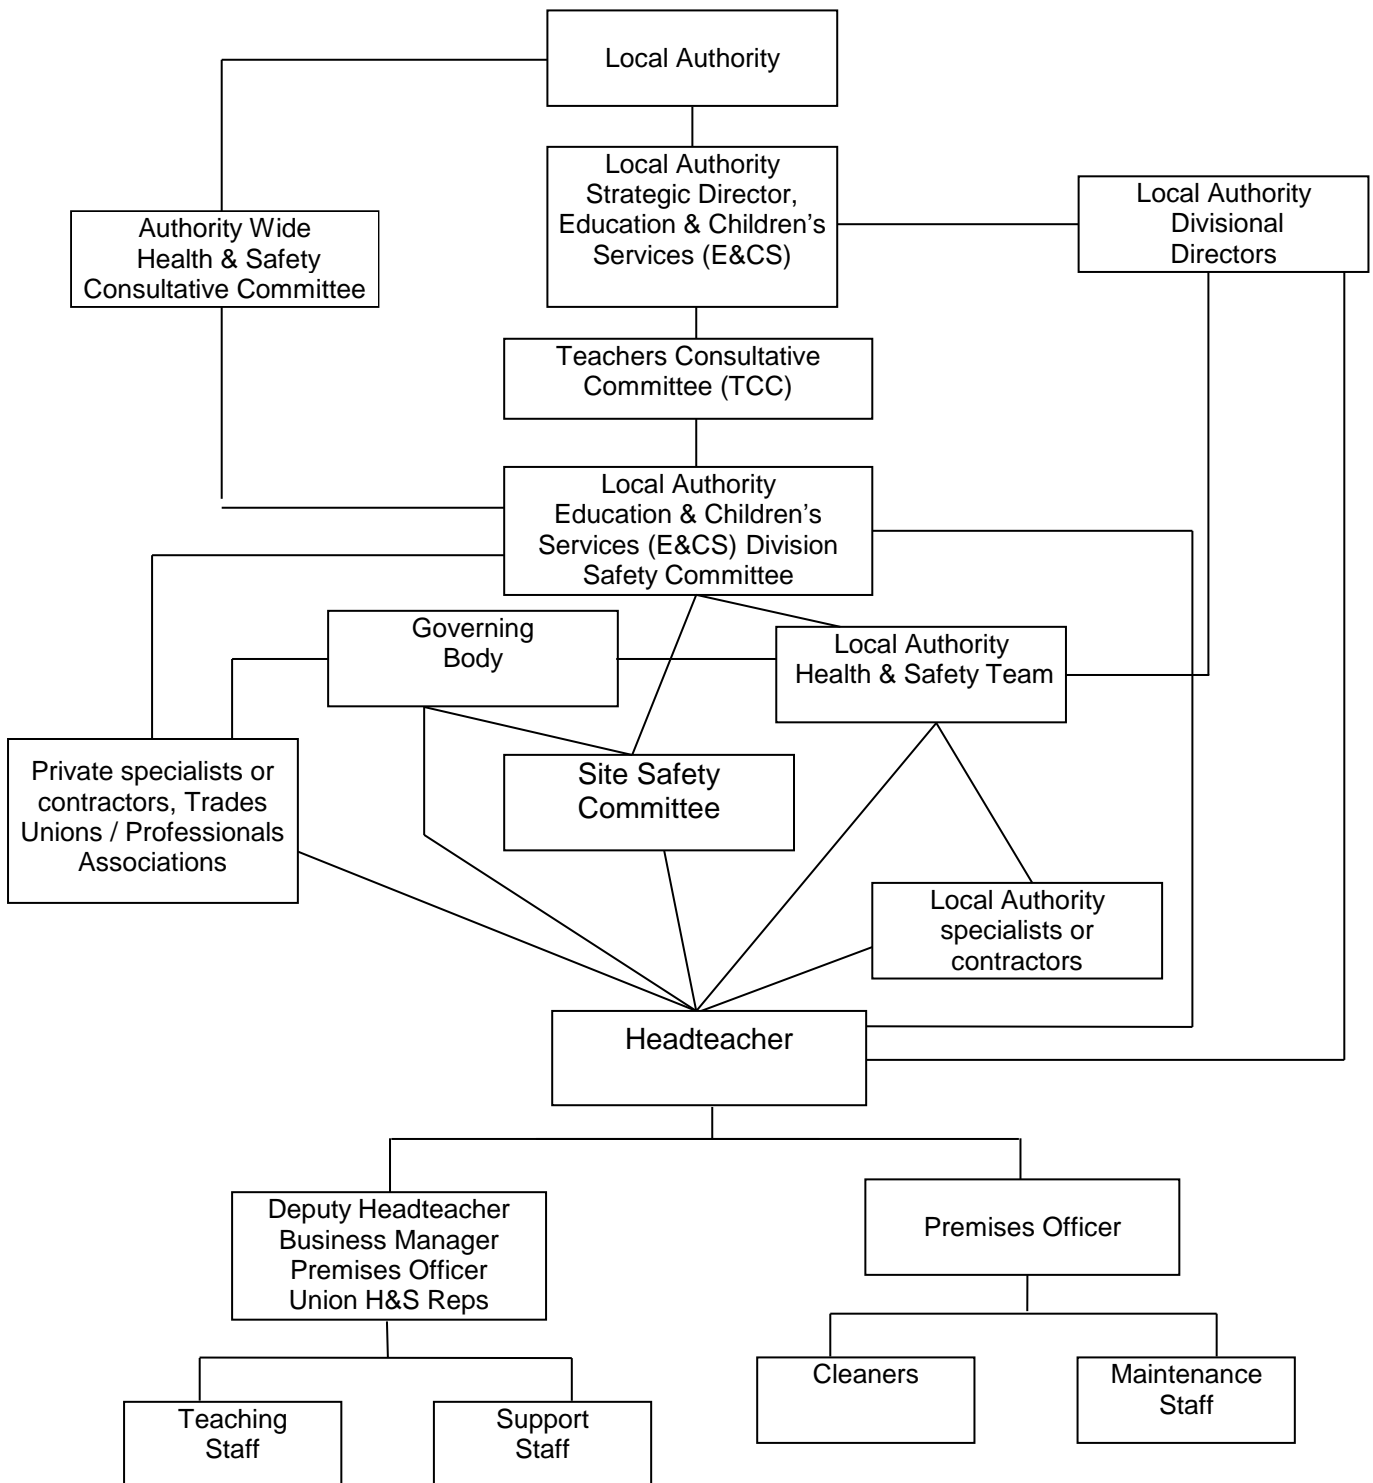 Local Authority
Local Authority
Strategic Director,
Education & Children’s
Services (E&CS)
Local Authority
Divisional
Directors
Authority Wide
Health & Safety
Consultative Committee
Teachers Consultative
Committee (TCC)
Local Authority
Education & Children’s
Services (E&CS) Division
Safety Committee
Governing
Body
Local Authority
Health & Safety Team
Private specialists or
contractors, Trades
Unions / Professionals
Associations
Site Safety
Committee
Local Authority
specialists or
contractors
Headteacher
Deputy Headteacher
Business Manager
Premises Officer
Union H&S Reps
Premises Officer
Teaching
Staff
Support
Staff
Cleaners
Maintenance
Staff